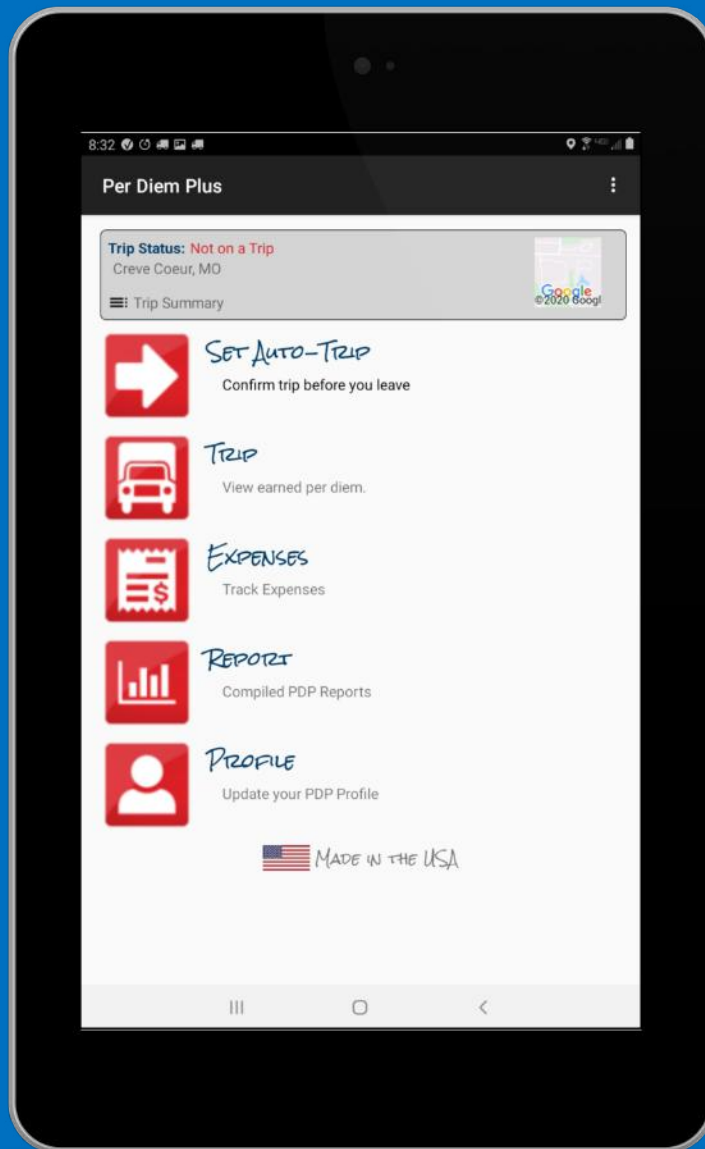 8:32
Per Diem Plus
Trip Status: Not on a Trip
Creve Coeur, MO
Trip Summary
Google
©2020 Googl
SET AUTO-TRIP
Confirm trip before you leave
TRIP
View earned per diem.
EXPENSES
Track Expenses
REPORT
Compiled PDP Reports
PROFILE
Update your PDP Profile
MADE IN THE USA